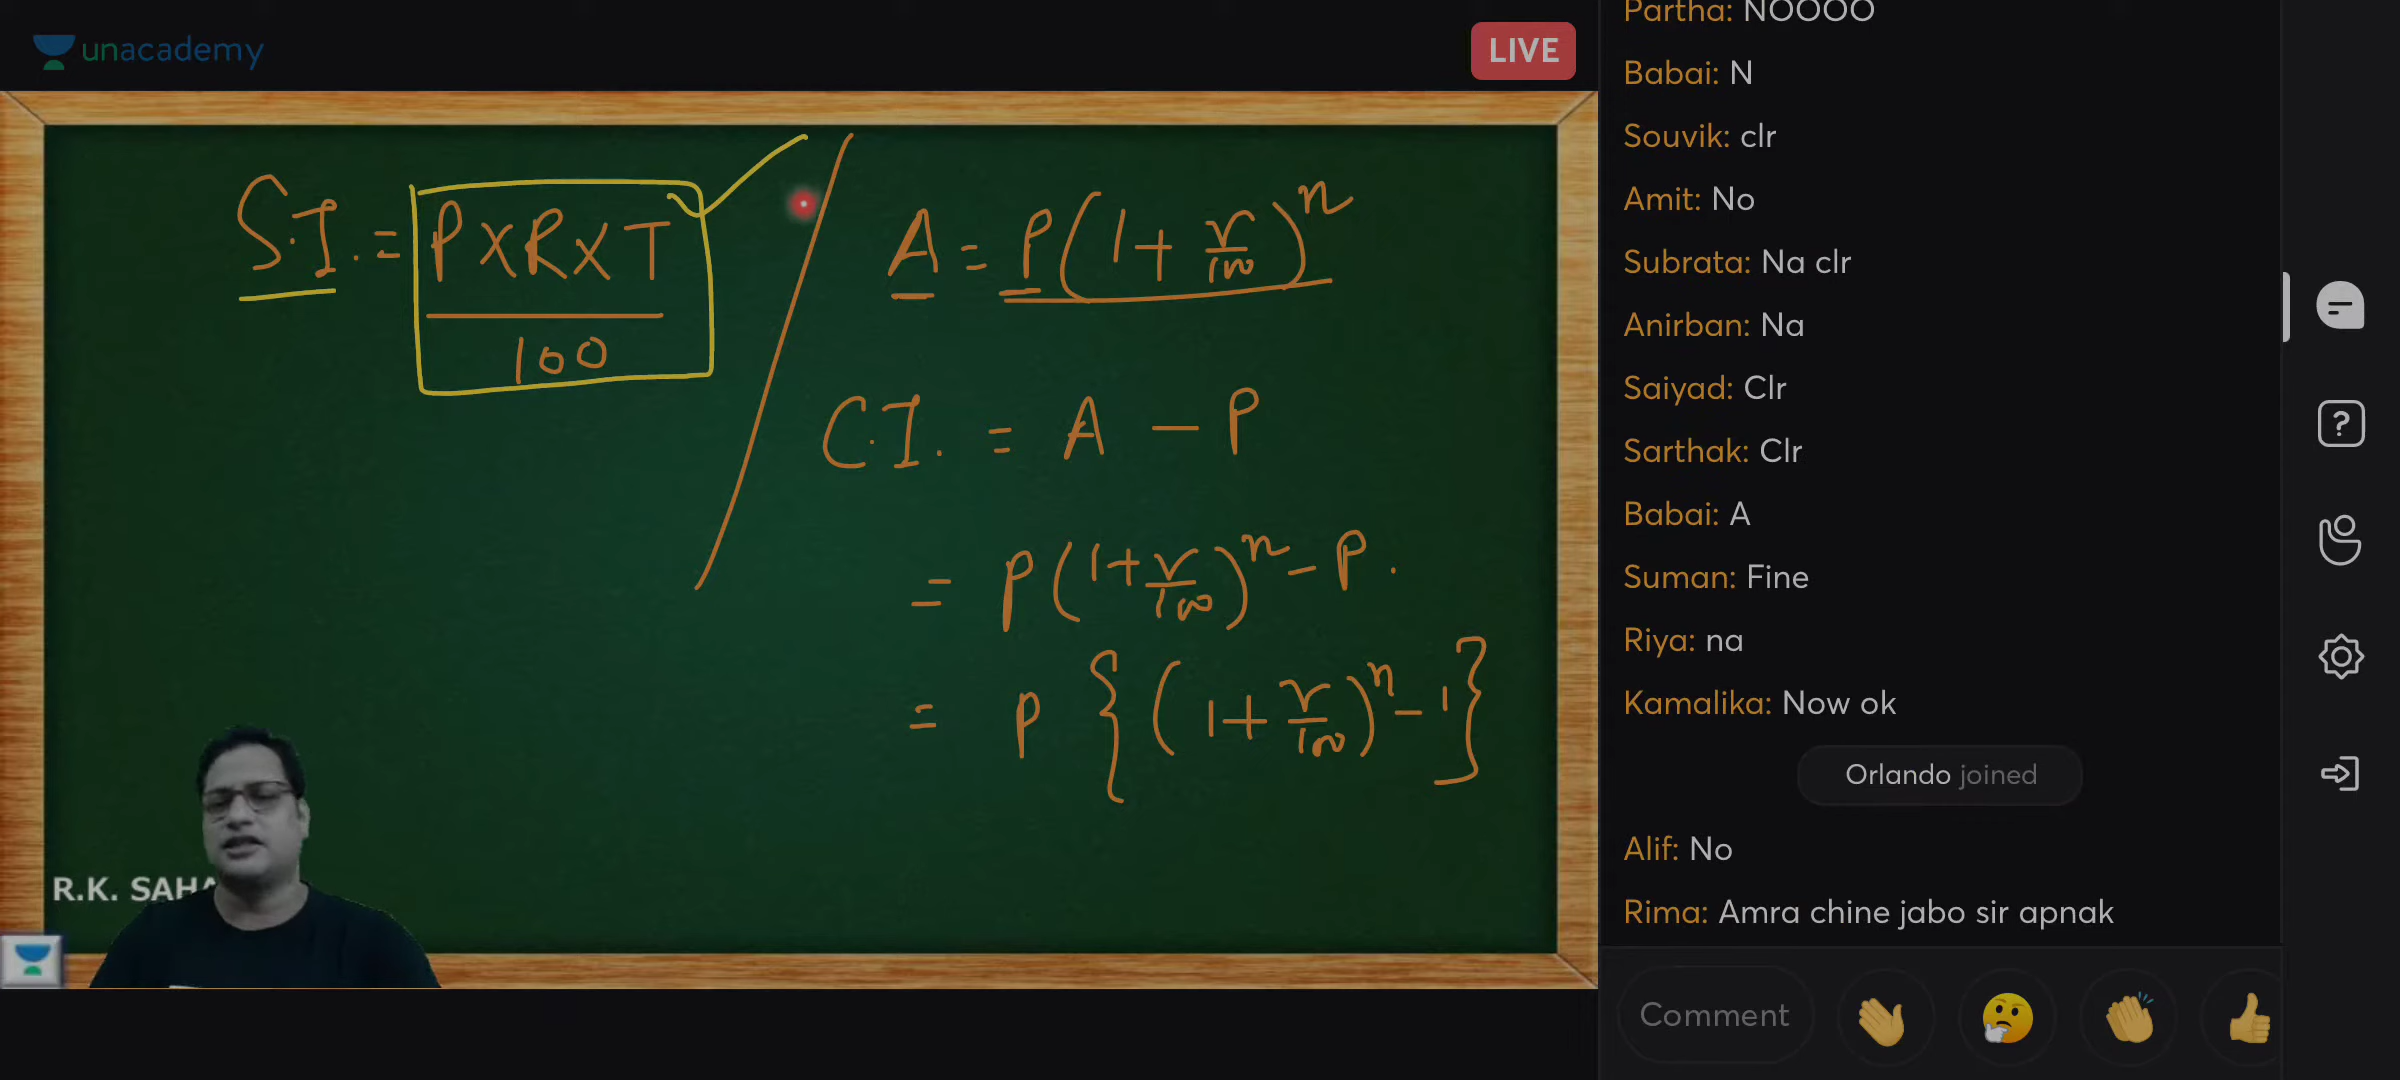 unacademy
LIVE
S.I. = P X R X T / 100
A = P(1 + r/100)^n
C.I. = A - P
= P(1 + r/100)^n - P.
= P {(1 + r/100)^n - 1}
R.K. SAHA
Partha: NOOOO
Babai: N
Souvik: clr
Amit: No
Subrata: Na clr
Anirban: Na
Saiyad: Clr
Sarthak: Clr
Babai: A
Suman: Fine
Riya: na
Kamalika: Now ok
Orlando joined
Alif: No
Rima: Amra chine jabo sir apnak
Comment